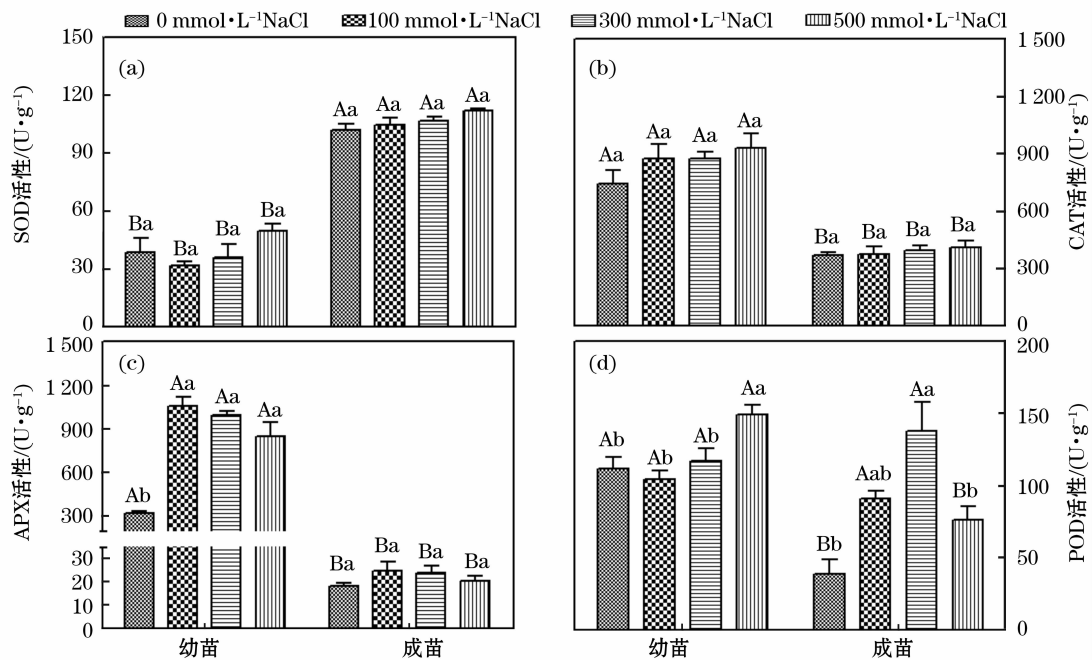 0 mmol·L⁻¹NaCl 100 mmol·L⁻¹NaCl 300 mmol·L⁻¹NaCl 500 mmol·L⁻¹NaCl
(a)
SOD活性/(U·g⁻¹)
150
120
90
60
30
0
Ba Ba Ba Ba Aa Aa Aa Aa
(b)
CAT活性/(U·g⁻¹)
1 500
1 200
900
600
300
0
Aa Aa Aa Aa Ba Ba Ba Ba
(c)
APX活性/(U·g⁻¹)
1 500
1 200
900
600
300
30
20
10
0
Ab Aa Aa Aa Ba Ba Ba Ba
幼苗 成苗
(d)
POD活性/(U·g⁻¹)
200
150
100
50
0
Ab Ab Ab Aa Bb Aab Aa Bb
幼苗 成苗